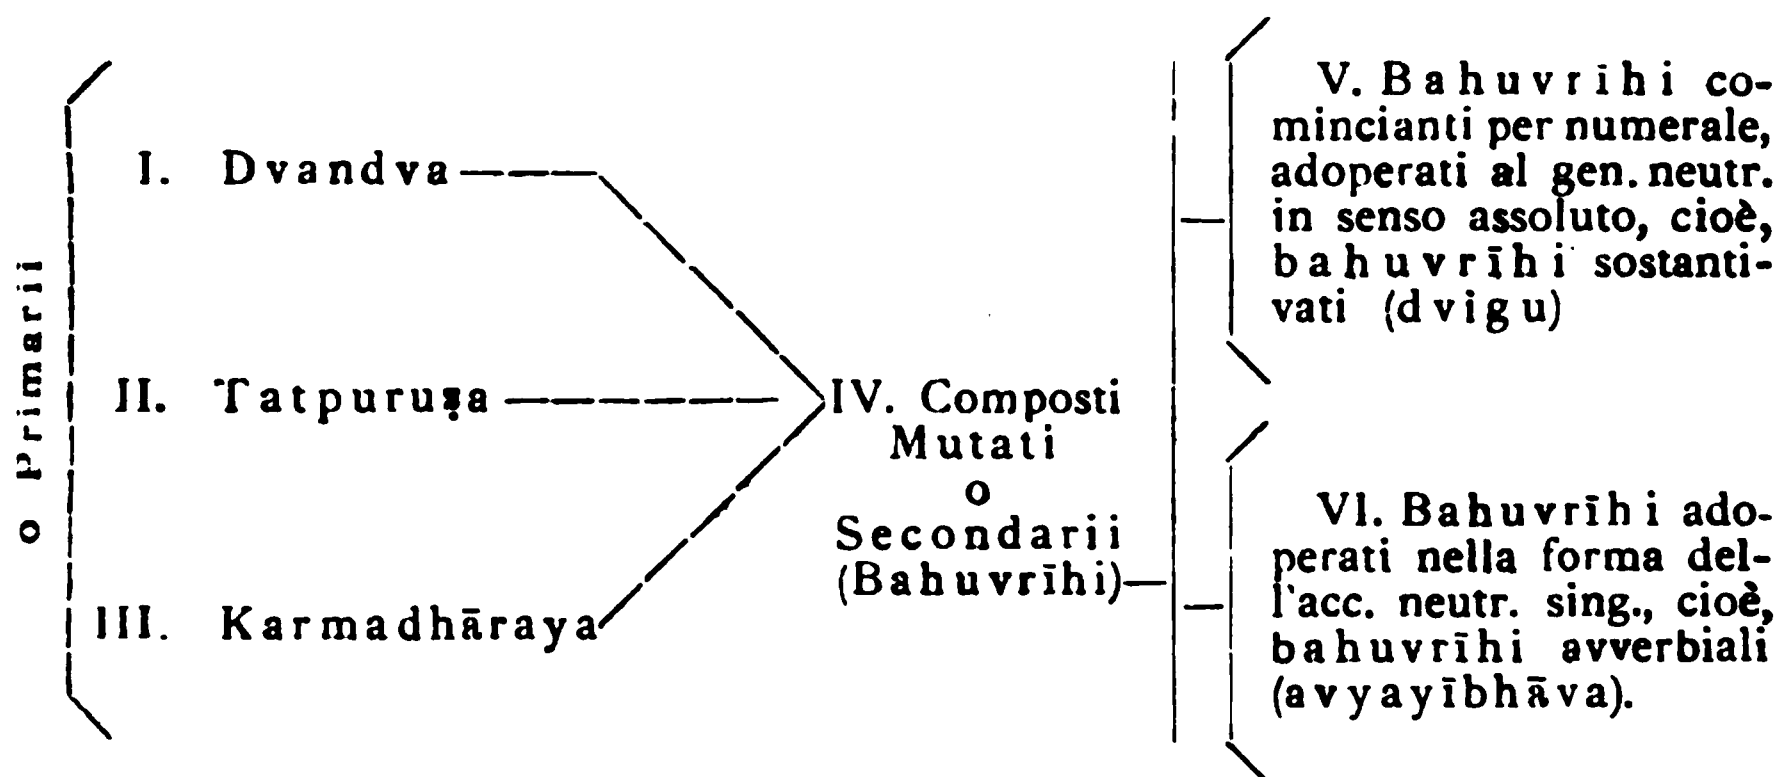 o Primarii
I. Dvandva
II. Tatpuruṣa
III. Karmadhāraya
IV. Composti
Mutati
o
Secondarii
(Bahuvrīhi)
V. Bahuvrīhi co-
mincianti per numerale,
adoperati al gen. neutr.
in senso assoluto, cioè,
bahuvrīhi sostanti-
vati (dvigu)
VI. Bahuvrīhi ado-
perati nella forma del-
l'acc. neutr. sing., cioè,
bahuvrīhi avverbiali
(avyayībhāva).